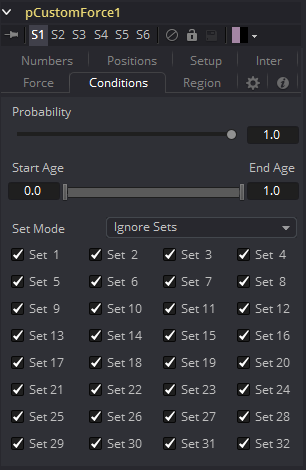 pCustomForce1
S1 S2 S3 S4 S5 S6
Numbers Positions Setup Inter
Force Conditions Region
Probability
1.0
Start Age End Age
0.0 1.0
Set Mode Ignore Sets
Set 1 Set 2 Set 3 Set 4
Set 5 Set 6 Set 7 Set 8
Set 9 Set 10 Set 11 Set 12
Set 13 Set 14 Set 15 Set 16
Set 17 Set 18 Set 19 Set 20
Set 21 Set 22 Set 23 Set 24
Set 25 Set 26 Set 27 Set 28
Set 29 Set 30 Set 31 Set 32